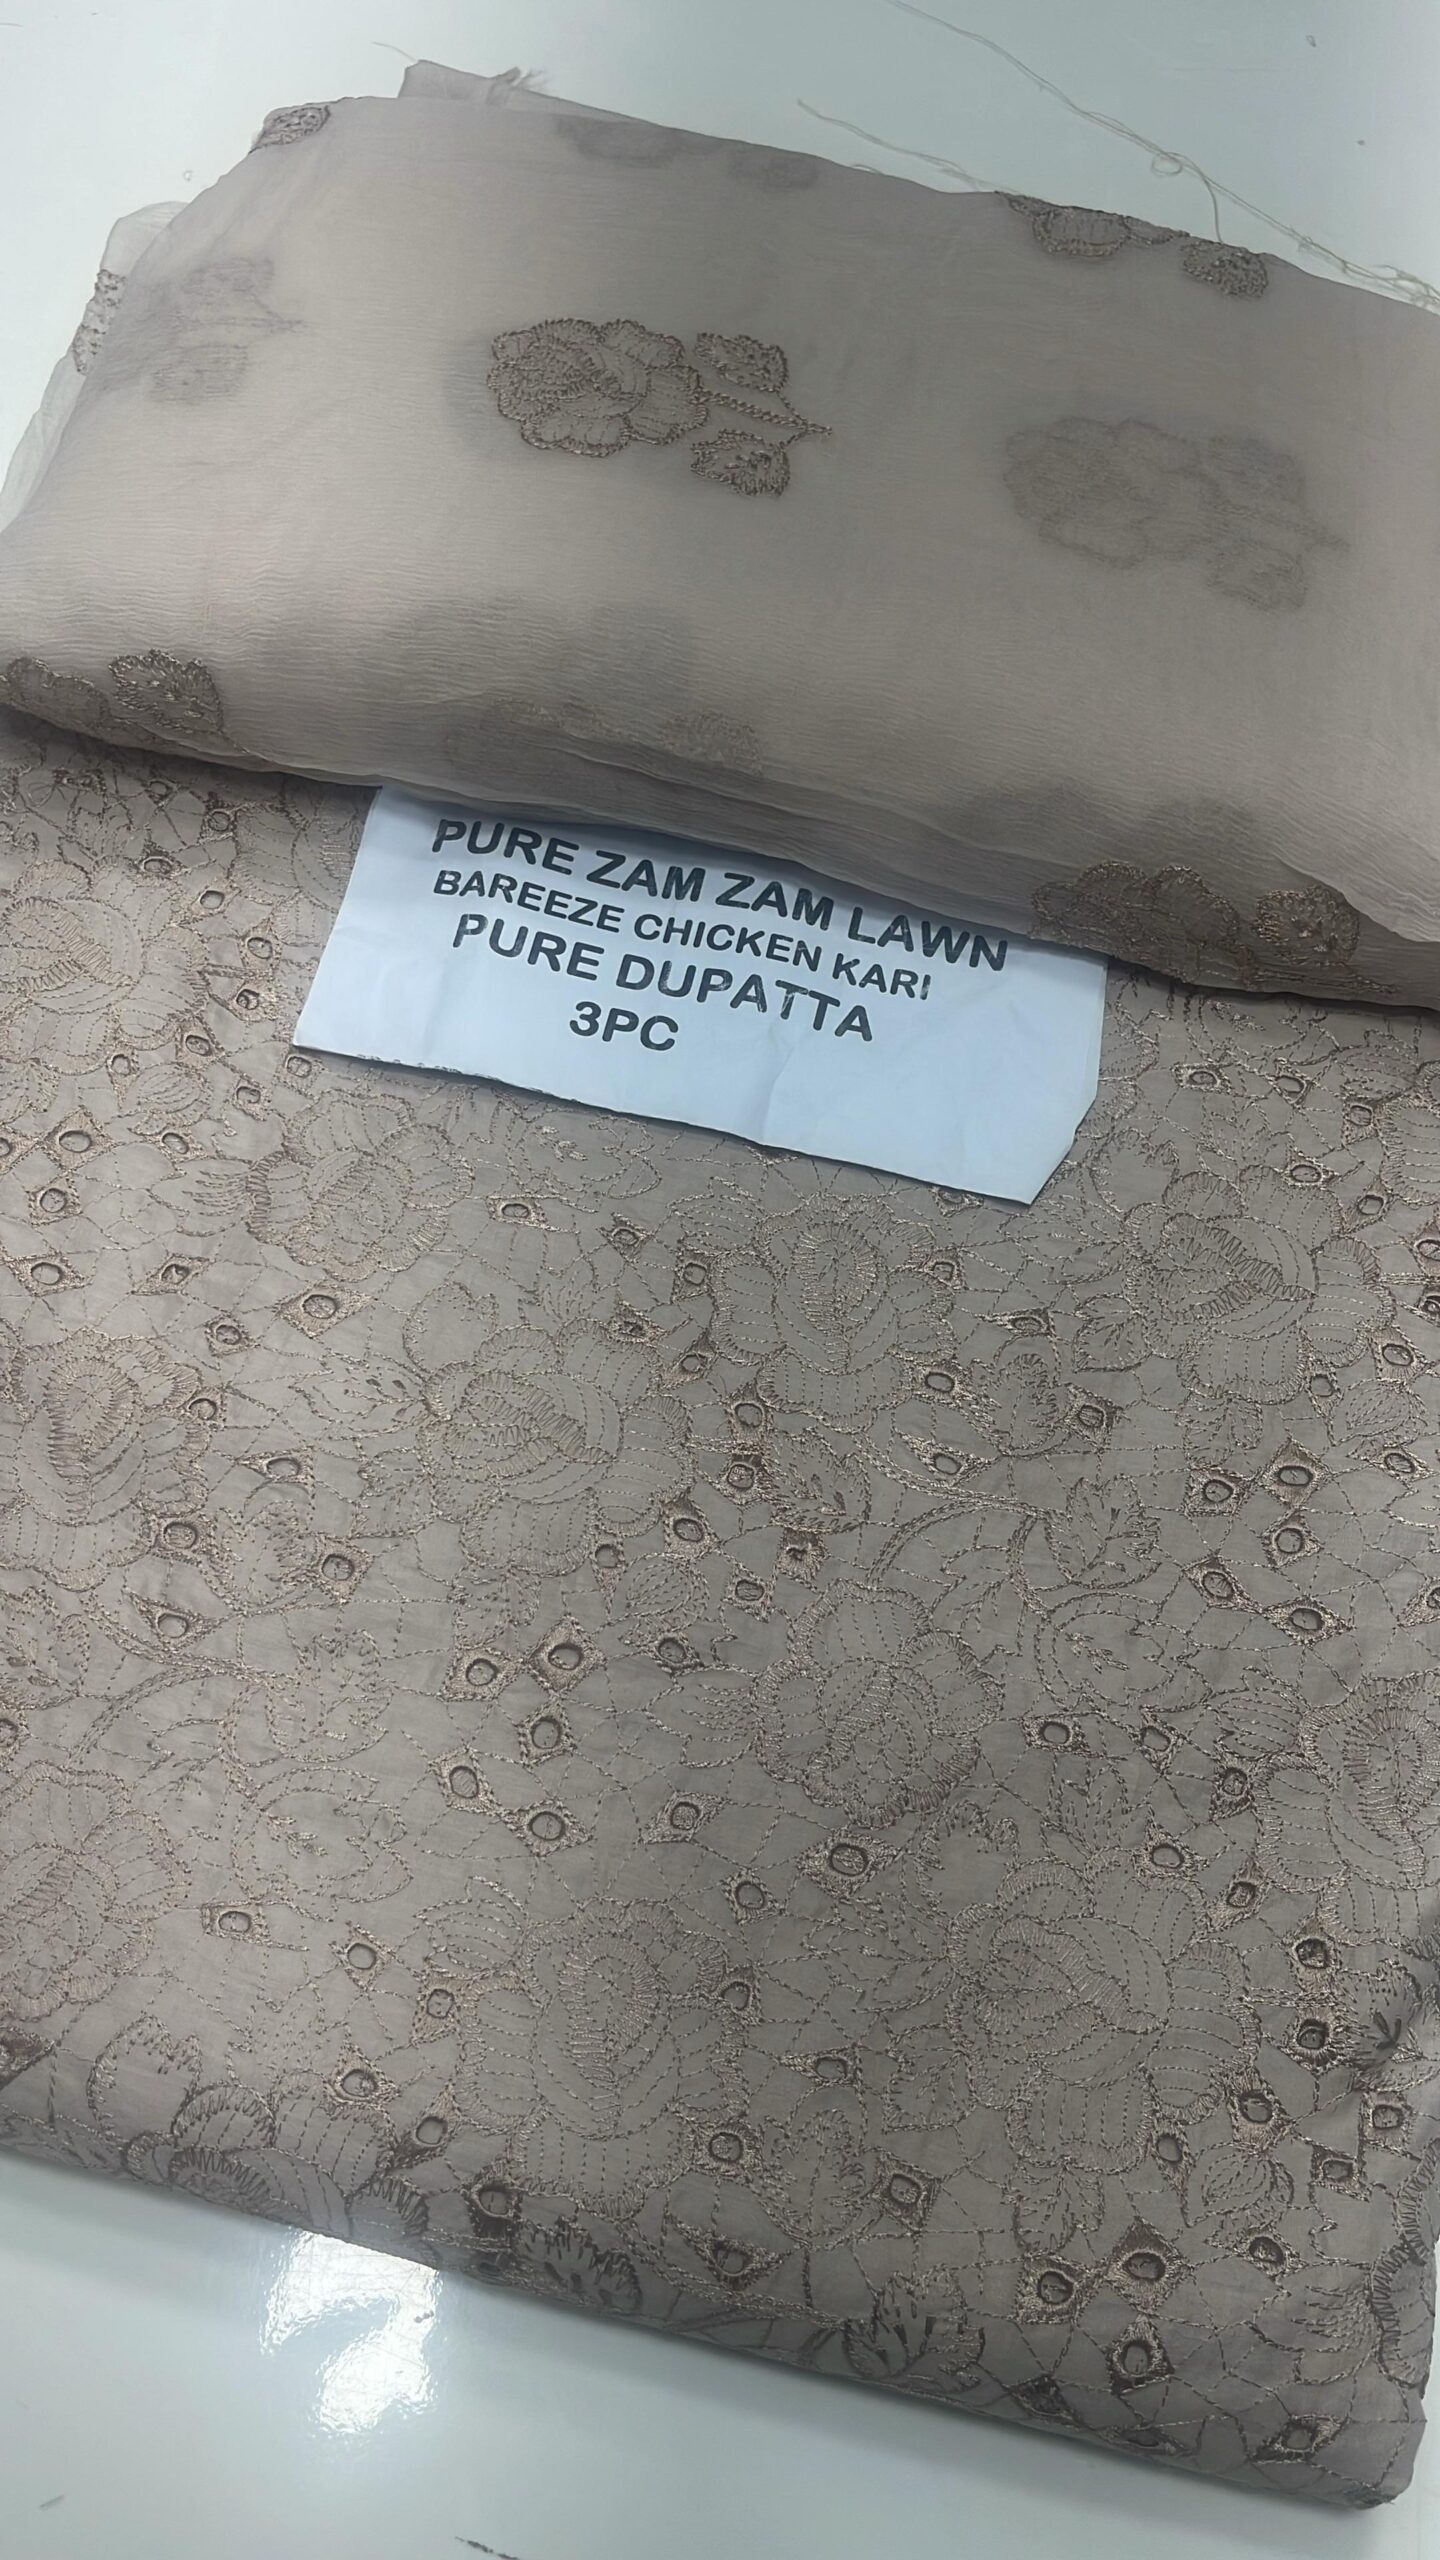 PURE ZAM ZAM LAWN
BAREEZE CHICKEN KARI
PURE DUPATTA
3PC